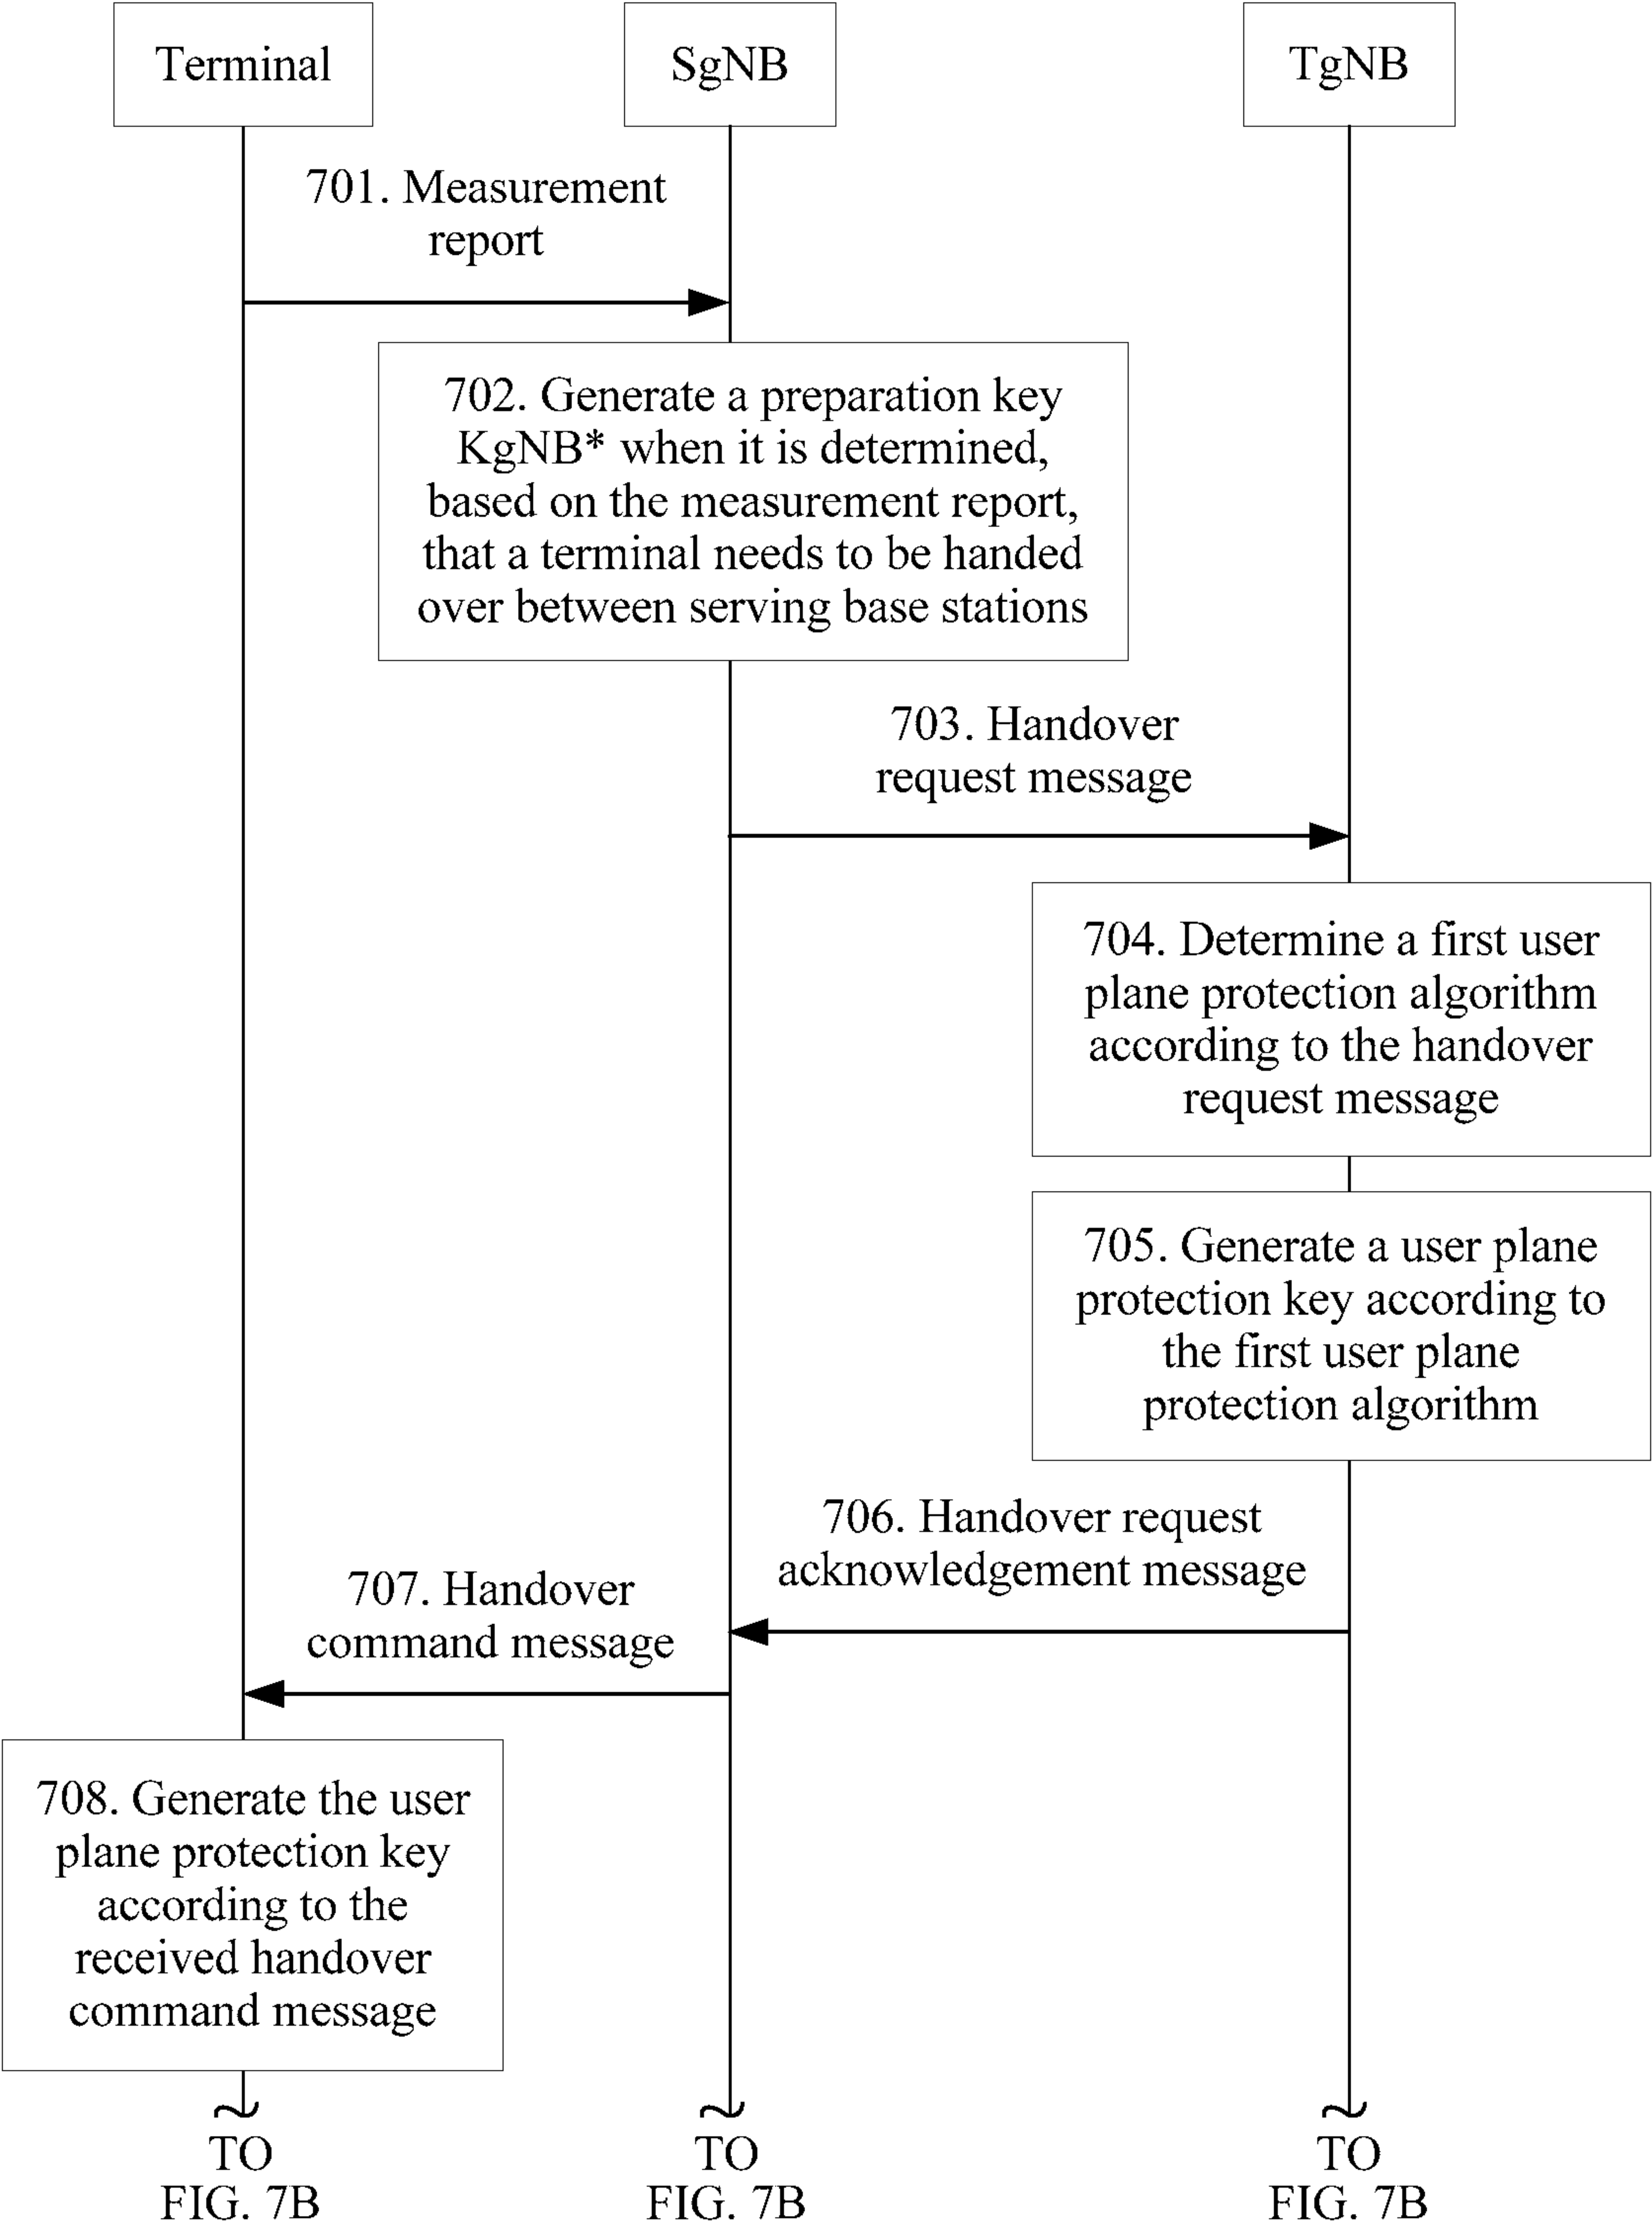 Terminal
SgNB
TgNB
701. Measurement
report
702. Generate a preparation key
KgNB* when it is determined,
based on the measurement report,
that a terminal needs to be handed
over between serving base stations
703. Handover
request message
704. Determine a first user
plane protection algorithm
according to the handover
request message
705. Generate a user plane
protection key according to
the first user plane
protection algorithm
706. Handover request
acknowledgement message
707. Handover
command message
708. Generate the user
plane protection key
according to the
received handover
command message
TO
FIG. 7B
TO
FIG. 7B
TO
FIG. 7B